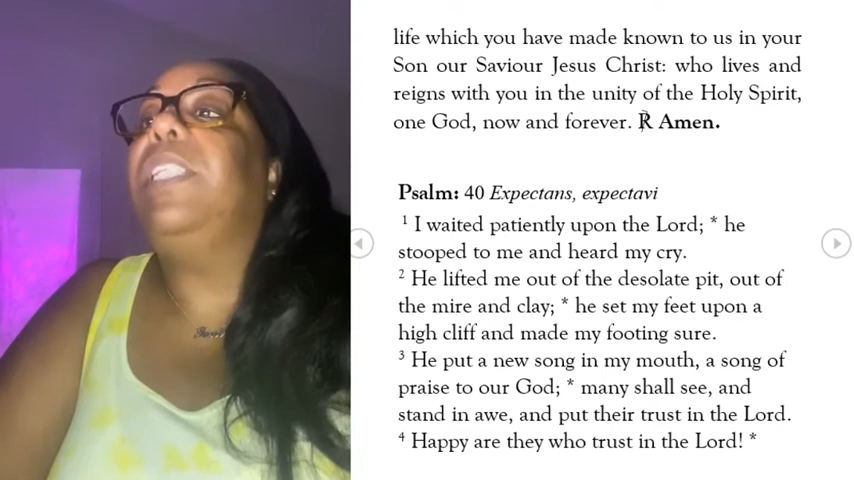 life which you have made known to us in your
Son our Saviour Jesus Christ: who lives and
reigns with you in the unity of the Holy Spirit,
one God, now and forever. R Amen.
Psalm: 40 Expectans, expectavi
1 I waited patiently upon the Lord; * he
stooped to me and heard my cry.
2 He lifted me out of the desolate pit, out of
the mire and clay; * he set my feet upon a
high cliff and made my footing sure.
3 He put a new song in my mouth, a song of
praise to our God; * many shall see, and
stand in awe, and put their trust in the Lord.
4 Happy are they who trust in the Lord! *